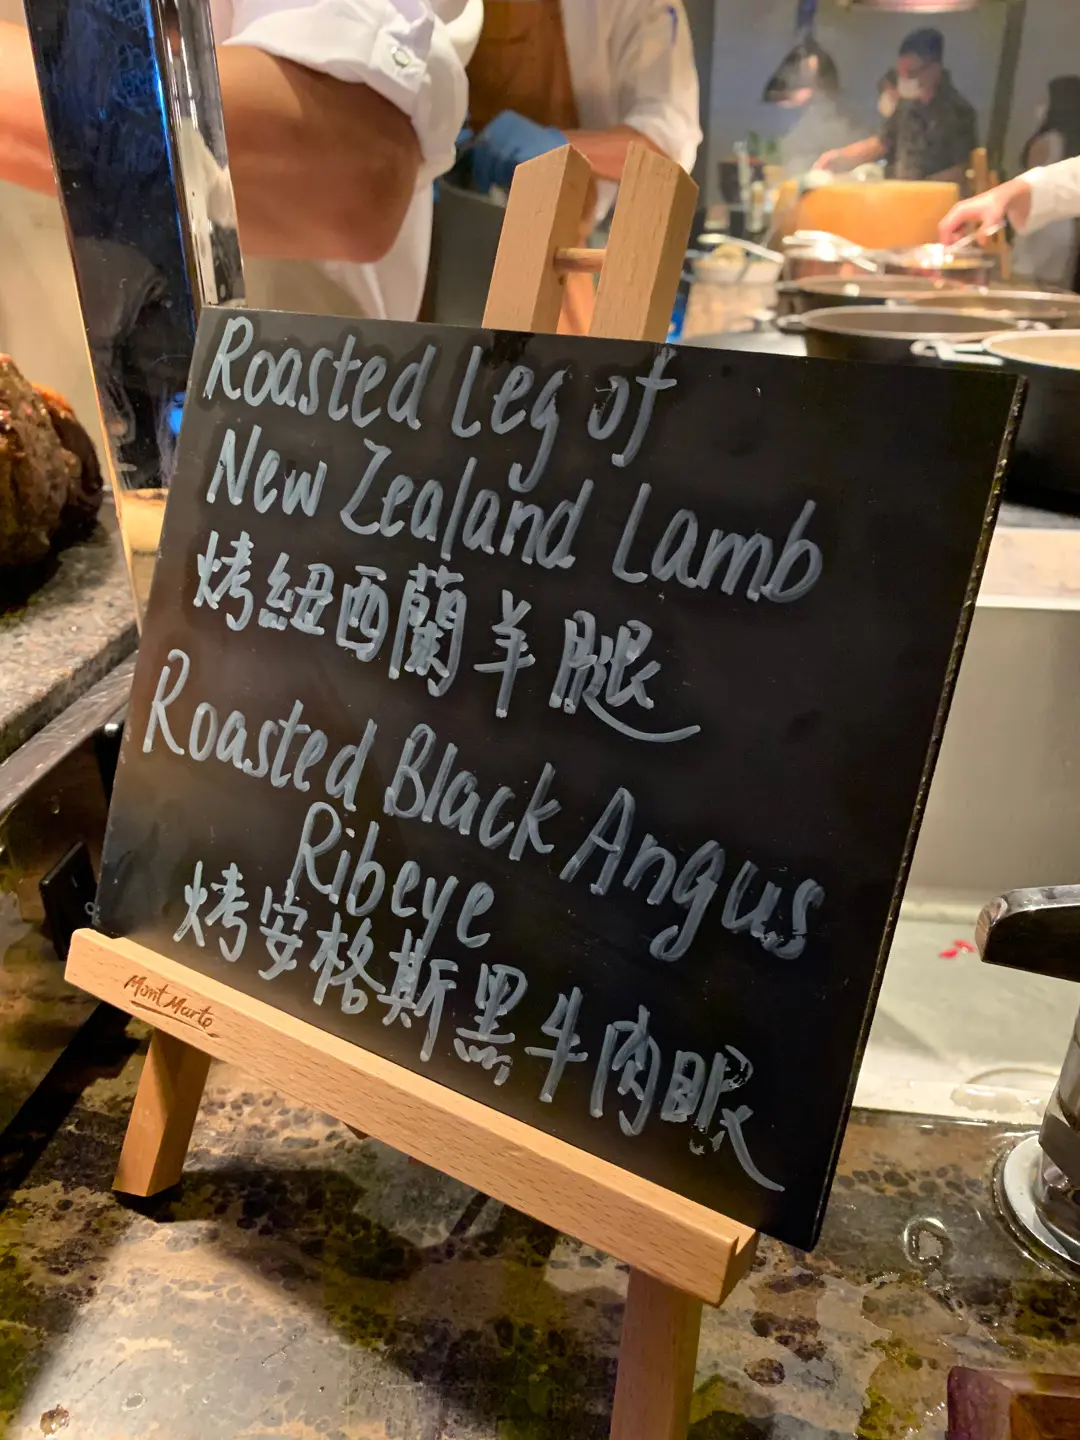 Roasted Leg of
New Zealand Lamb
烤紐西蘭羊腿
Roasted Black Angus
Ribeye
烤安格斯黑牛肉眼
Mont Marte